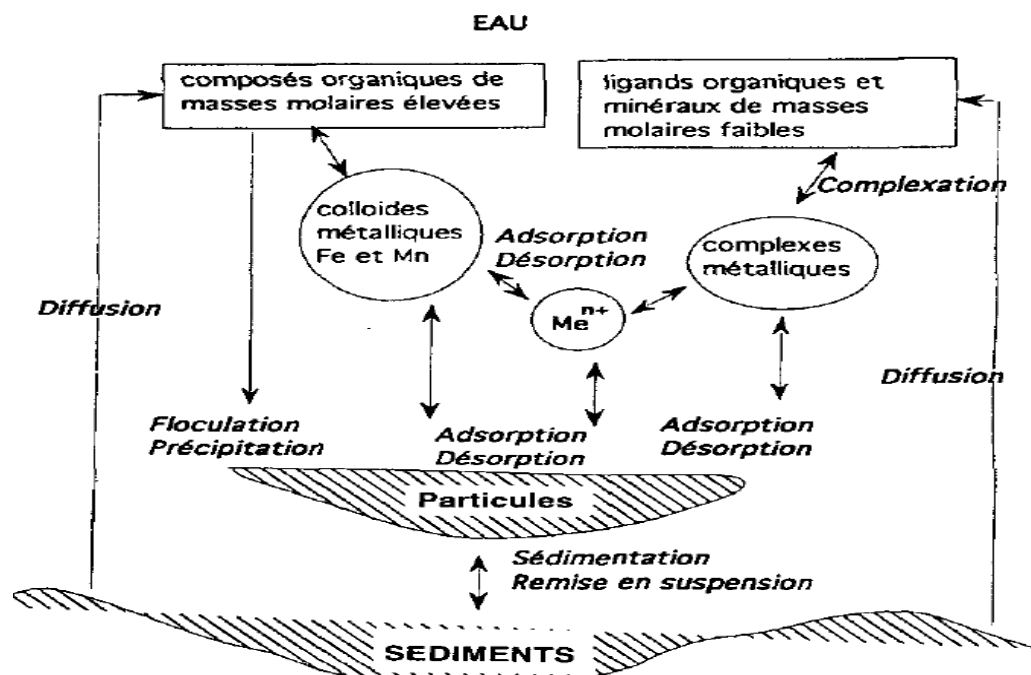 EAU
composés organiques de
masses molaire élevées
ligands organiques et
minéraux de masses
molaire faibles
Complexation
colloides
métalliques
Fe et Mn
Adsorption
Désorption
complexes
métalliques
Me^n+
Diffusion
Diffusion
Floculation
Précipitation
Adsorption
Désorption
Adsorption
Désorption
Particules
Sédimentation
Remise en suspension
SEDIMENTS